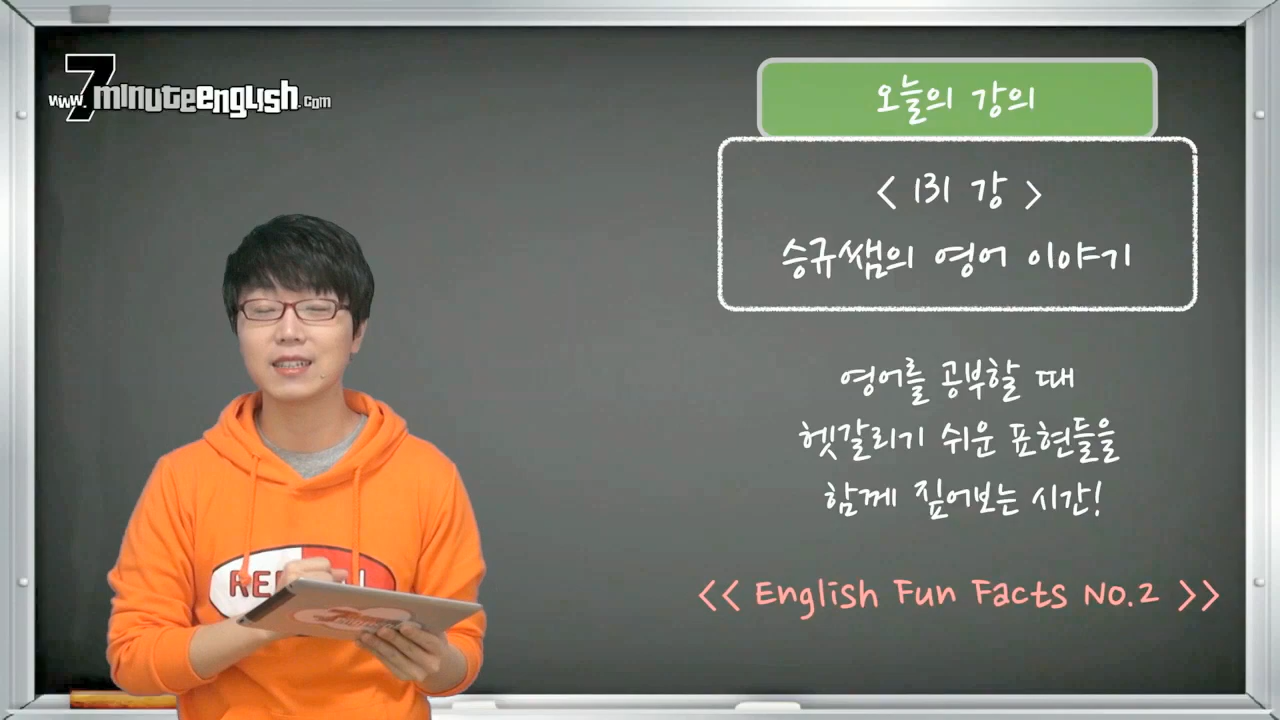 www.7minuteenglish.com
오늘의 강의
< 131 강 >
승규쌤의 영어 이야기
영어를 공부할 때
헷갈리기 쉬운 표현들을
함께 짚어보는 시간!
<< English Fun Facts No.2 >>